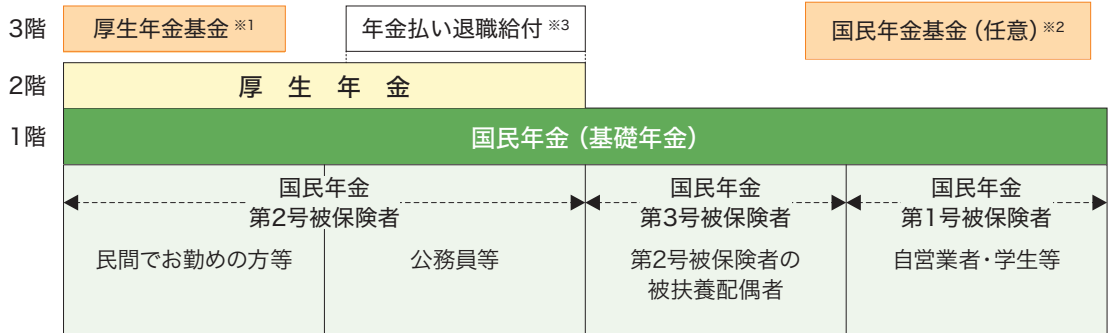 3階 厚生年金基金※1 年金払い退職給付※3 国民年金基金(任意)※2
2階 厚生年金
1階 国民年金(基礎年金)
国民年金 国民年金 国民年金
第2号被保険者 第3号被保険者 第1号被保険者
民間でお勤めの方等 公務員等 第2号被保険者の 自営業者・学生等
被扶養配偶者